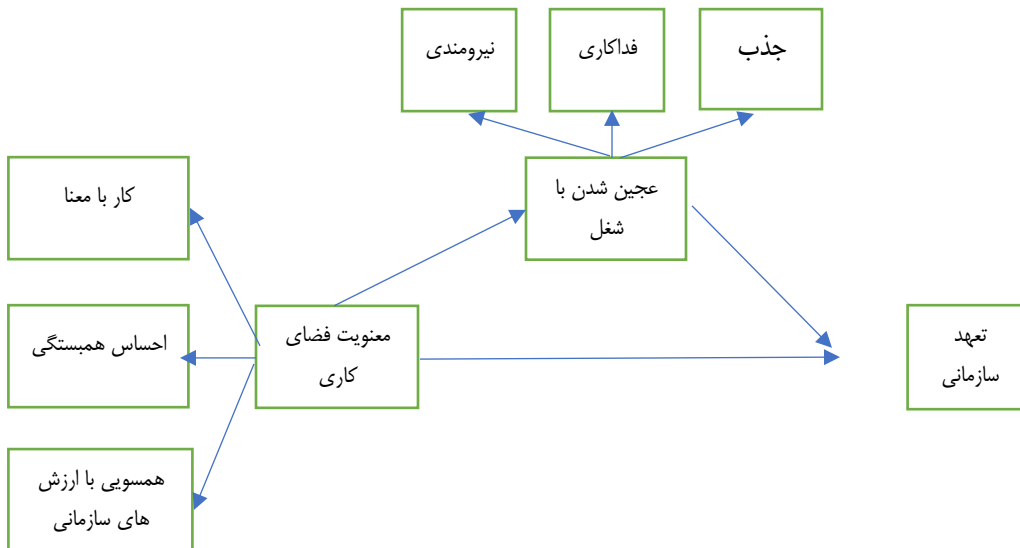 جذب
فداکاری
نیرومندی
عجین شدن با
شغل
کار با معنا
معنویت فضای
کاری
احساس همبستگی
تعهد
سازمانی
همسویی با ارزش
های سازمانی